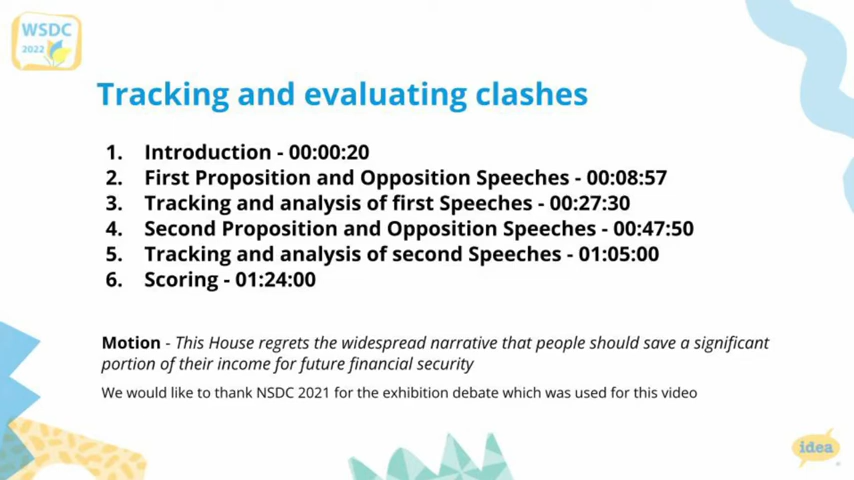 WSDC
2022
Tracking and evaluating clashes
1. Introduction - 00:00:20
2. First Proposition and Opposition Speeches - 00:08:57
3. Tracking and analysis of first Speeches - 00:27:30
4. Second Proposition and Opposition Speeches - 00:47:50
5. Tracking and analysis of second Speeches - 01:05:00
6. Scoring - 01:24:00
Motion - This House regrets the widespread narrative that people should save a significant
portion of their income for future financial security
We would like to thank NSDC 2021 for the exhibition debate which was used for this video
idea